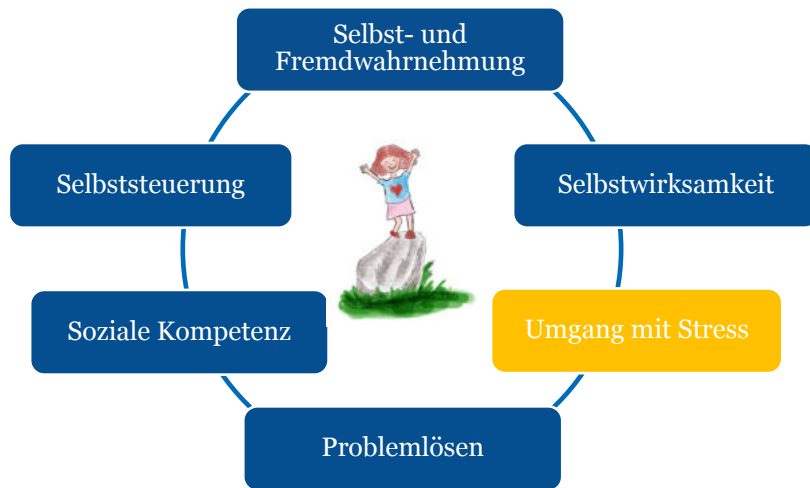 Selbst- und
Fremdwahrnehmung
Selbststeuerung
Selbstwirksamkeit
Soziale Kompetenz
Umgang mit Stress
Problemlösen